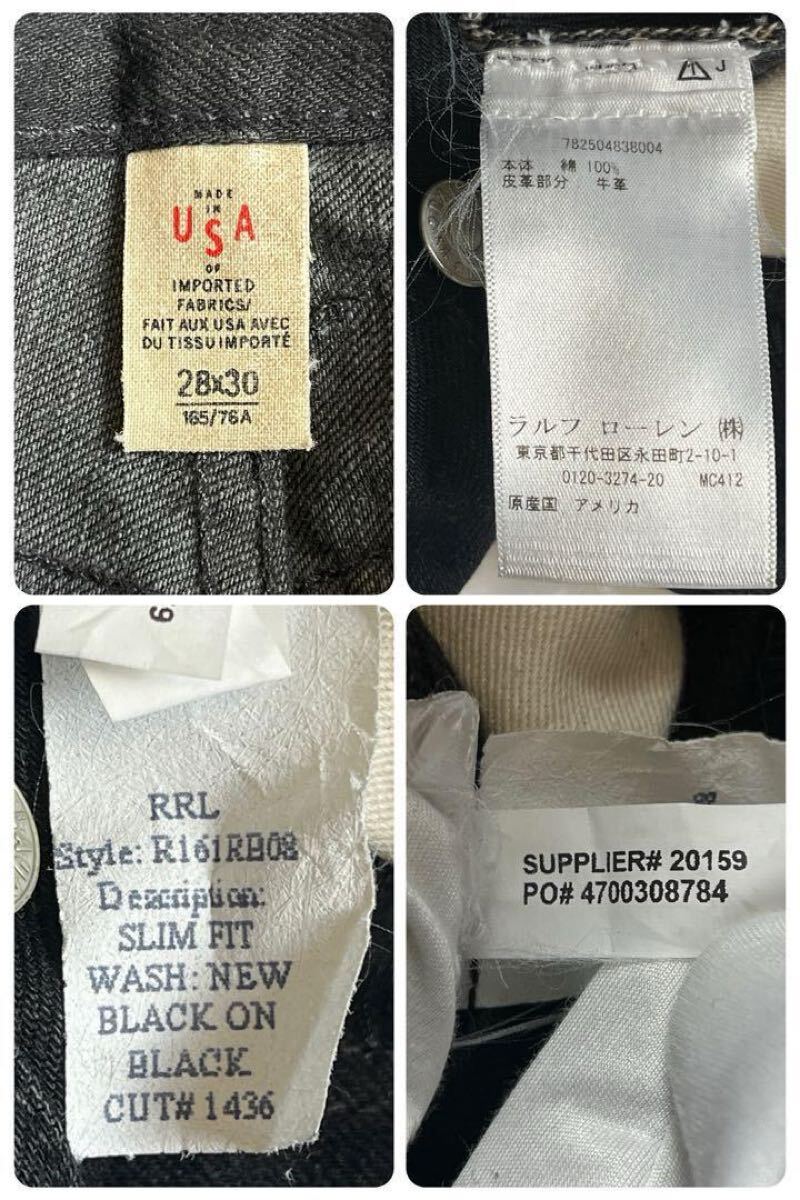 MADE
IN
USA
OF
IMPORTED
FABRICS/
FAIT AUX USA AVEC
DU TISSU IMPORTÉ
28x30
165/76A
J
782504838004
本体 綿 100%
皮革部分 牛革
ラルフ ローレン (株)
東京都千代田区永田町2-10-1
0120-3274-20 MC412
原産国 アメリカ
RRL
Style: R161RB08
Description:
SLIM FIT
WASH: NEW
BLACK ON
BLACK
CUT# 1436
SUPPLIER# 20159
PO# 4700308784